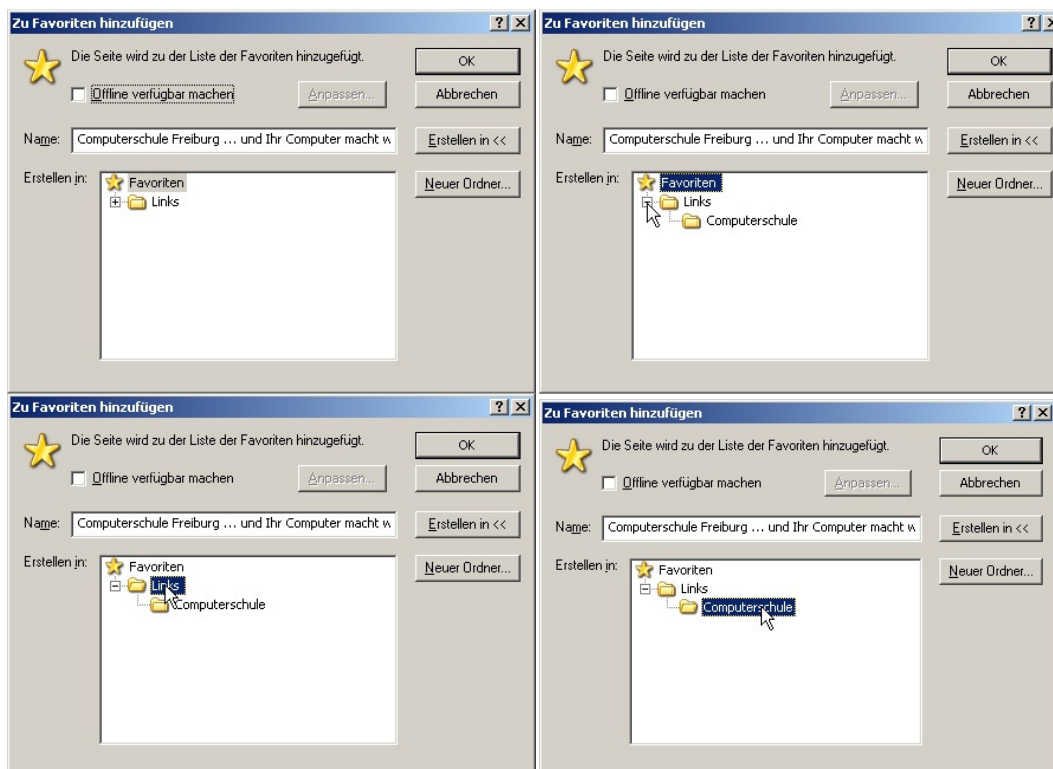 Zu Favoriten hinzufügen
Die Seite wird zu der Liste der Favoriten hinzugefügt.
OK
Offline verfügbar machen
Anpassen...
Abbrechen
Name:
Computerschule Freiburg ... und Ihr Computer macht w
Erstellen in <<
Erstellen in:
Favoriten
Links
Neuer Ordner...
Zu Favoriten hinzufügen
Die Seite wird zu der Liste der Favoriten hinzugefügt.
OK
Offline verfügbar machen
Anpassen...
Abbrechen
Name:
Computerschule Freiburg ... und Ihr Computer macht w
Erstellen in <<
Erstellen in:
Favoriten
Links
Computerschule
Neuer Ordner...
Zu Favoriten hinzufügen
Die Seite wird zu der Liste der Favoriten hinzugefügt.
OK
Offline verfügbar machen
Anpassen...
Abbrechen
Name:
Computerschule Freiburg ... und Ihr Computer macht w
Erstellen in <<
Erstellen in:
Favoriten
Links
Computerschule
Neuer Ordner...
Zu Favoriten hinzufügen
Die Seite wird zu der Liste der Favoriten hinzugefügt.
OK
Offline verfügbar machen
Anpassen...
Abbrechen
Name:
Computerschule Freiburg ... und Ihr Computer macht w
Erstellen in <<
Erstellen in:
Favoriten
Links
Computerschule
Neuer Ordner...